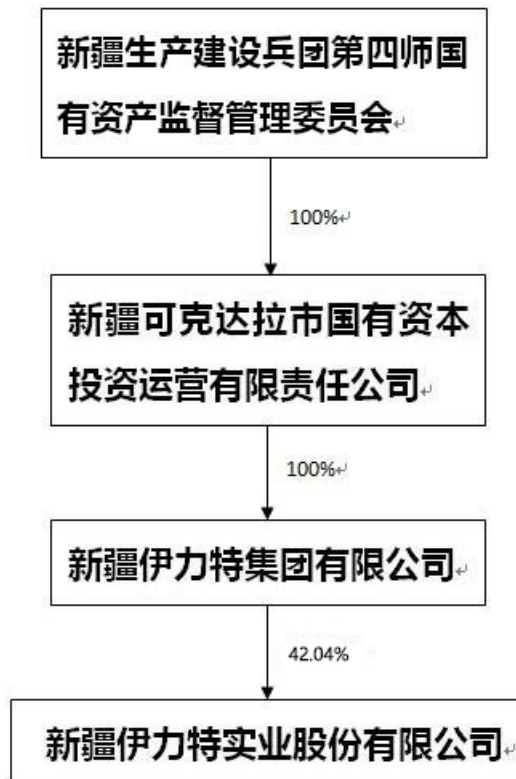 新疆生产建设兵团第四师国
有资产监督管理委员会
100%
新疆可克达拉市国有资本
投资运营有限责任公司
100%
新疆伊力特集团有限公司
42.04%
新疆伊力特实业股份有限公司